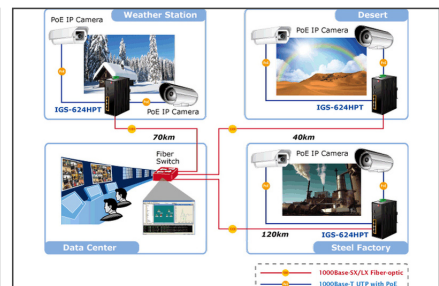 Weather Station
PoE IP Camera
IGS-624HPT
PoE IP Camera
Desert
PoE IP Camera
IGS-624HPT
70km
40km
Fiber
Switch
Data Center
PoE IP Camera
120km
IGS-624HPT
Steel Factory
1000Base-SX/LX Fiber-optic
1000Base-T UTP with PoE